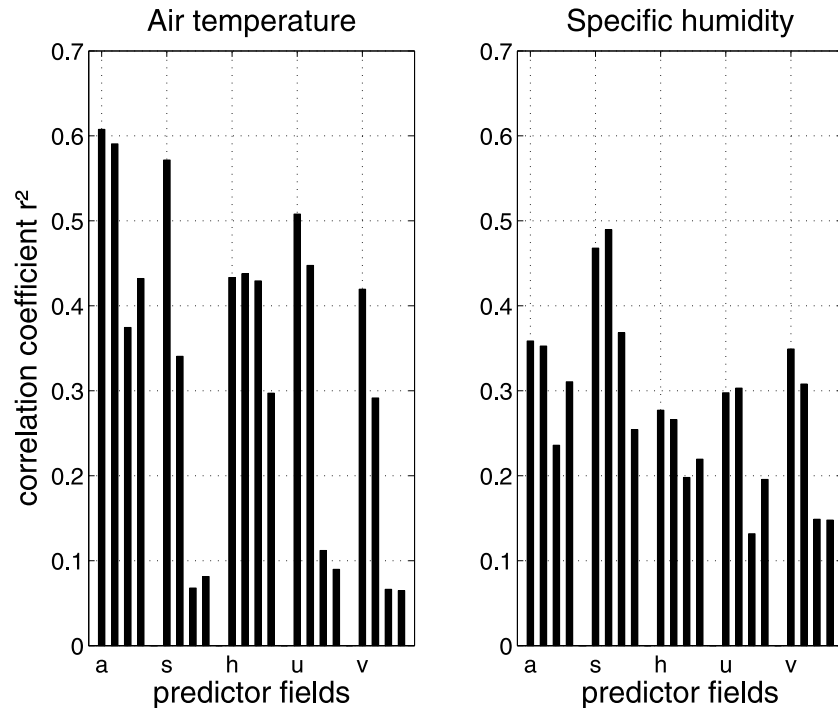 Air temperature
0.7
0.6
0.5
0.4
0.3
0.2
0.1
0
correlation coefficient r²
a s h u v
predictor fields
Specific humidity
0.7
0.6
0.5
0.4
0.3
0.2
0.1
0
a s h u v
predictor fields